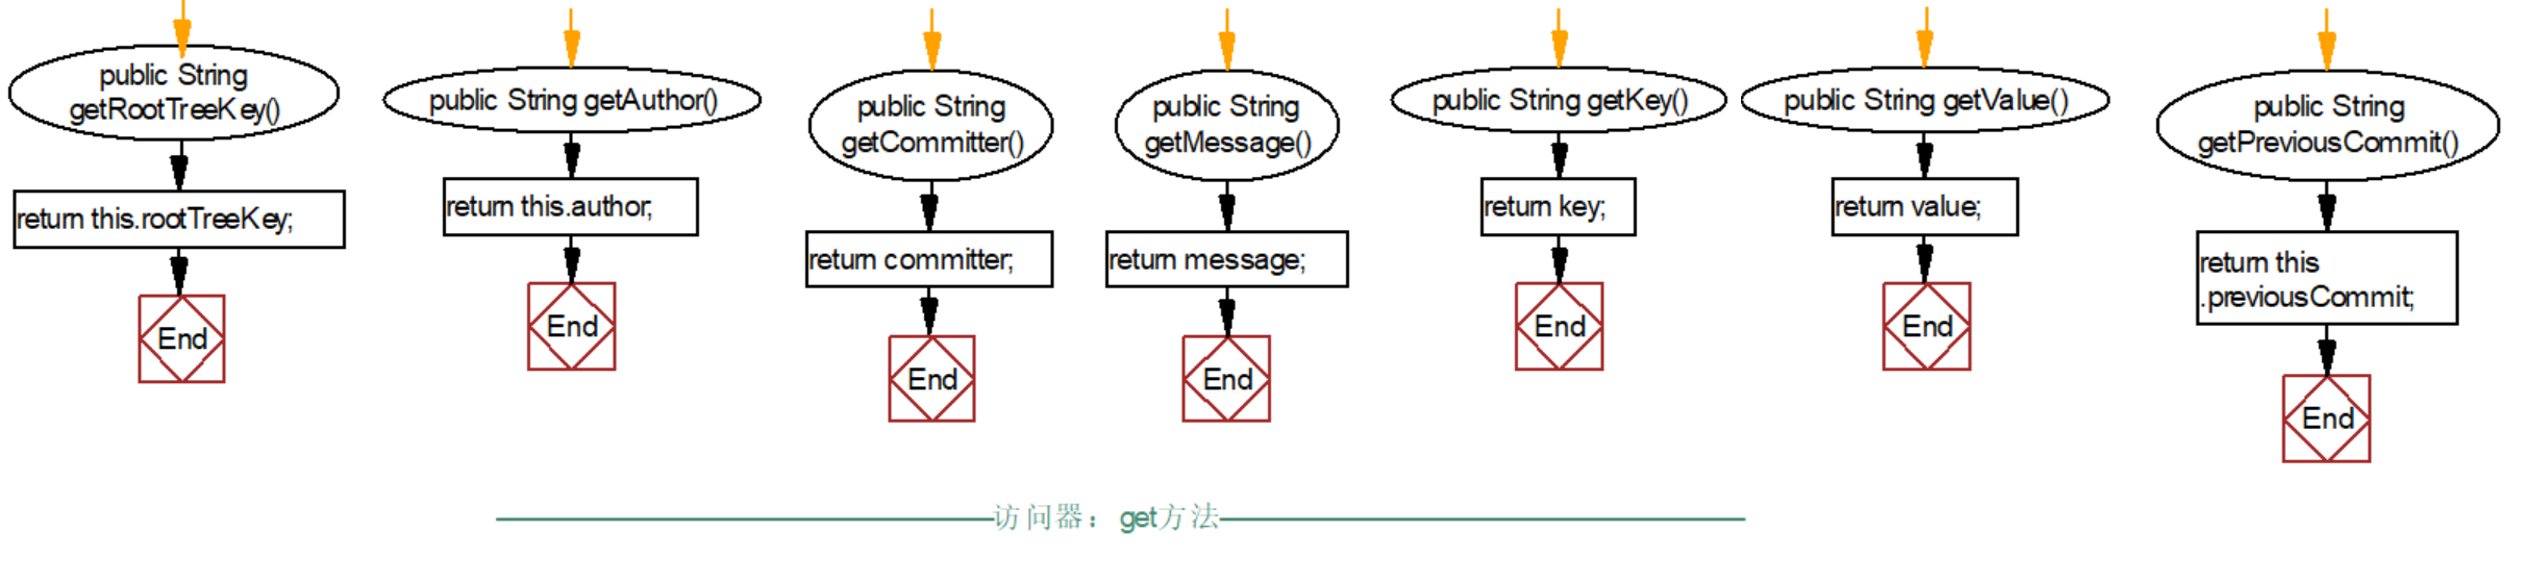 public String
getRootTreeKey()
return this.rootTreeKey;
End
public String getAuthor()
return this.author;
End
public String
getCommitter()
return committer;
End
public String
getMessage()
return message;
End
public String getKey()
return key;
End
public String getValue()
return value;
End
public String
getPreviousCommit()
return this
.previousCommit;
End
访问器：get方法